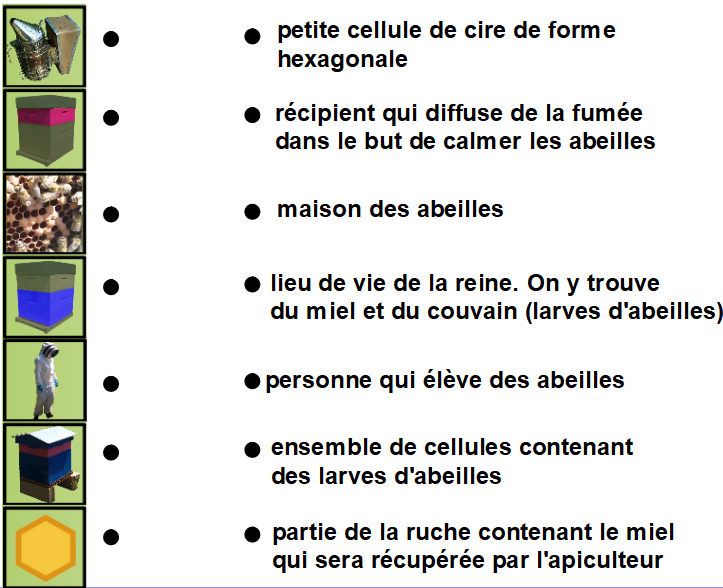 petite cellule de cire de forme
hexagonale
récipient qui diffuse de la fumée
dans le but de calmer les abeilles
maison des abeilles
lieu de vie de la reine. On y trouve
du miel et du couvain (larves d'abeilles)
personne qui élève des abeilles
ensemble de cellules contenant
des larves d'abeilles
partie de la ruche contenant le miel
qui sera récupérée par l'apiculteur